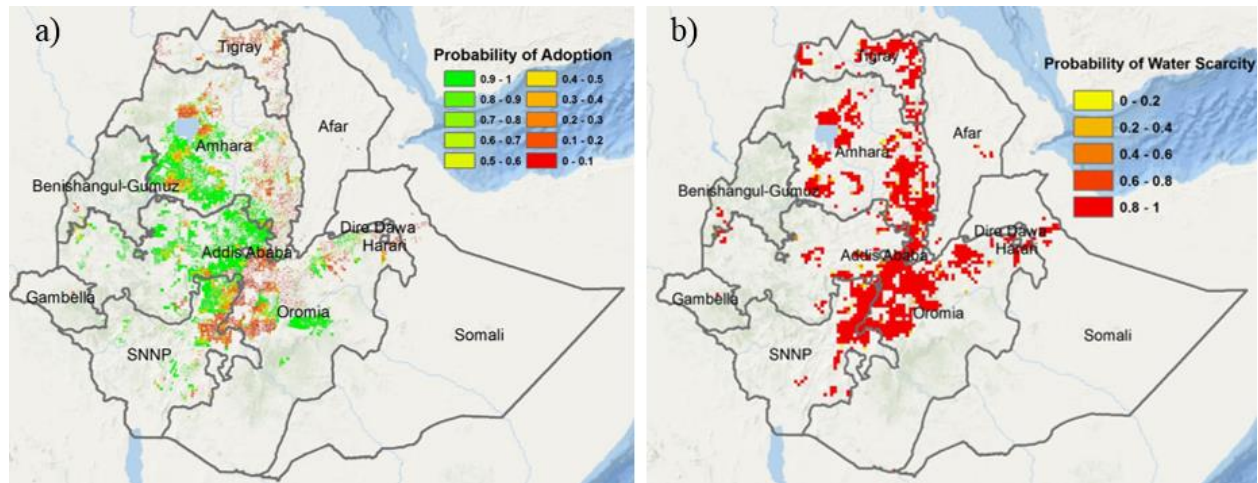 a)
Probability of Adoption
0.9 - 1
0.4 - 0.5
0.8 - 0.9
0.3 - 0.4
0.7 - 0.8
0.2 - 0.3
0.6 - 0.7
0.1 - 0.2
0.5 - 0.6
0 - 0.1
Tigray
Afar
Amhara
Benishangul-Gumuz
Dire Dawa
Harari
Addis Ababa
Gambella
Oromia
Somali
SNNP
b)
Probability of Water Scarcity
0 - 0.2
0.2 - 0.4
0.4 - 0.6
0.6 - 0.8
0.8 - 1
Tigray
Afar
Amhara
Benishangul-Gumuz
Dire Dawa
Harari
Addis Ababa
Gambella
Oromia
Somali
SNNP